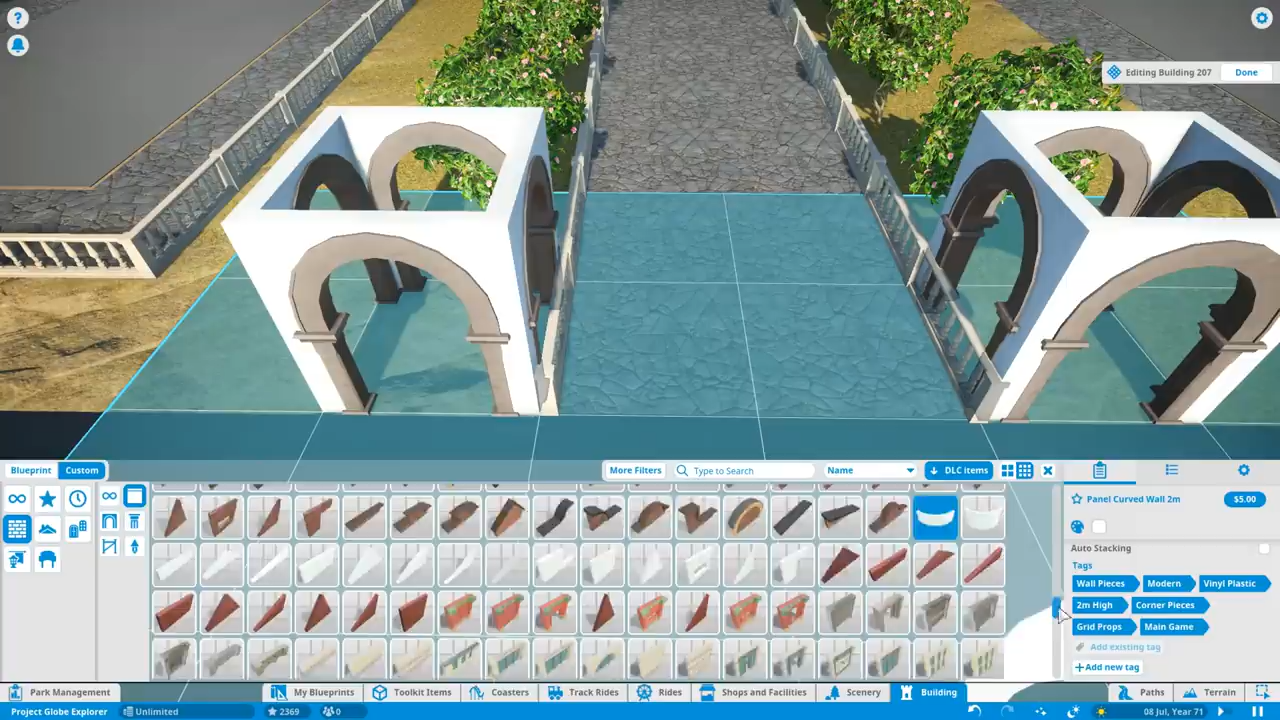 ?
Editing Building 207 Done
Blueprint Custom More Filters Type to Search Name DLC items
Panel Curved Wall 2m $5.00
Auto Stacking
Tags
Wall Pieces Modern Vinyl Plastic
2m High Corner Pieces
Grid Props Main Game
Add existing tag
+Add new tag
Park Management My Blueprints Toolkit Items Coasters Track Rides Rides Shops and Facilities Scenery Building Paths Terrain
Project Globe Explorer Unlimited 2369 0 08 Jul, Year 71